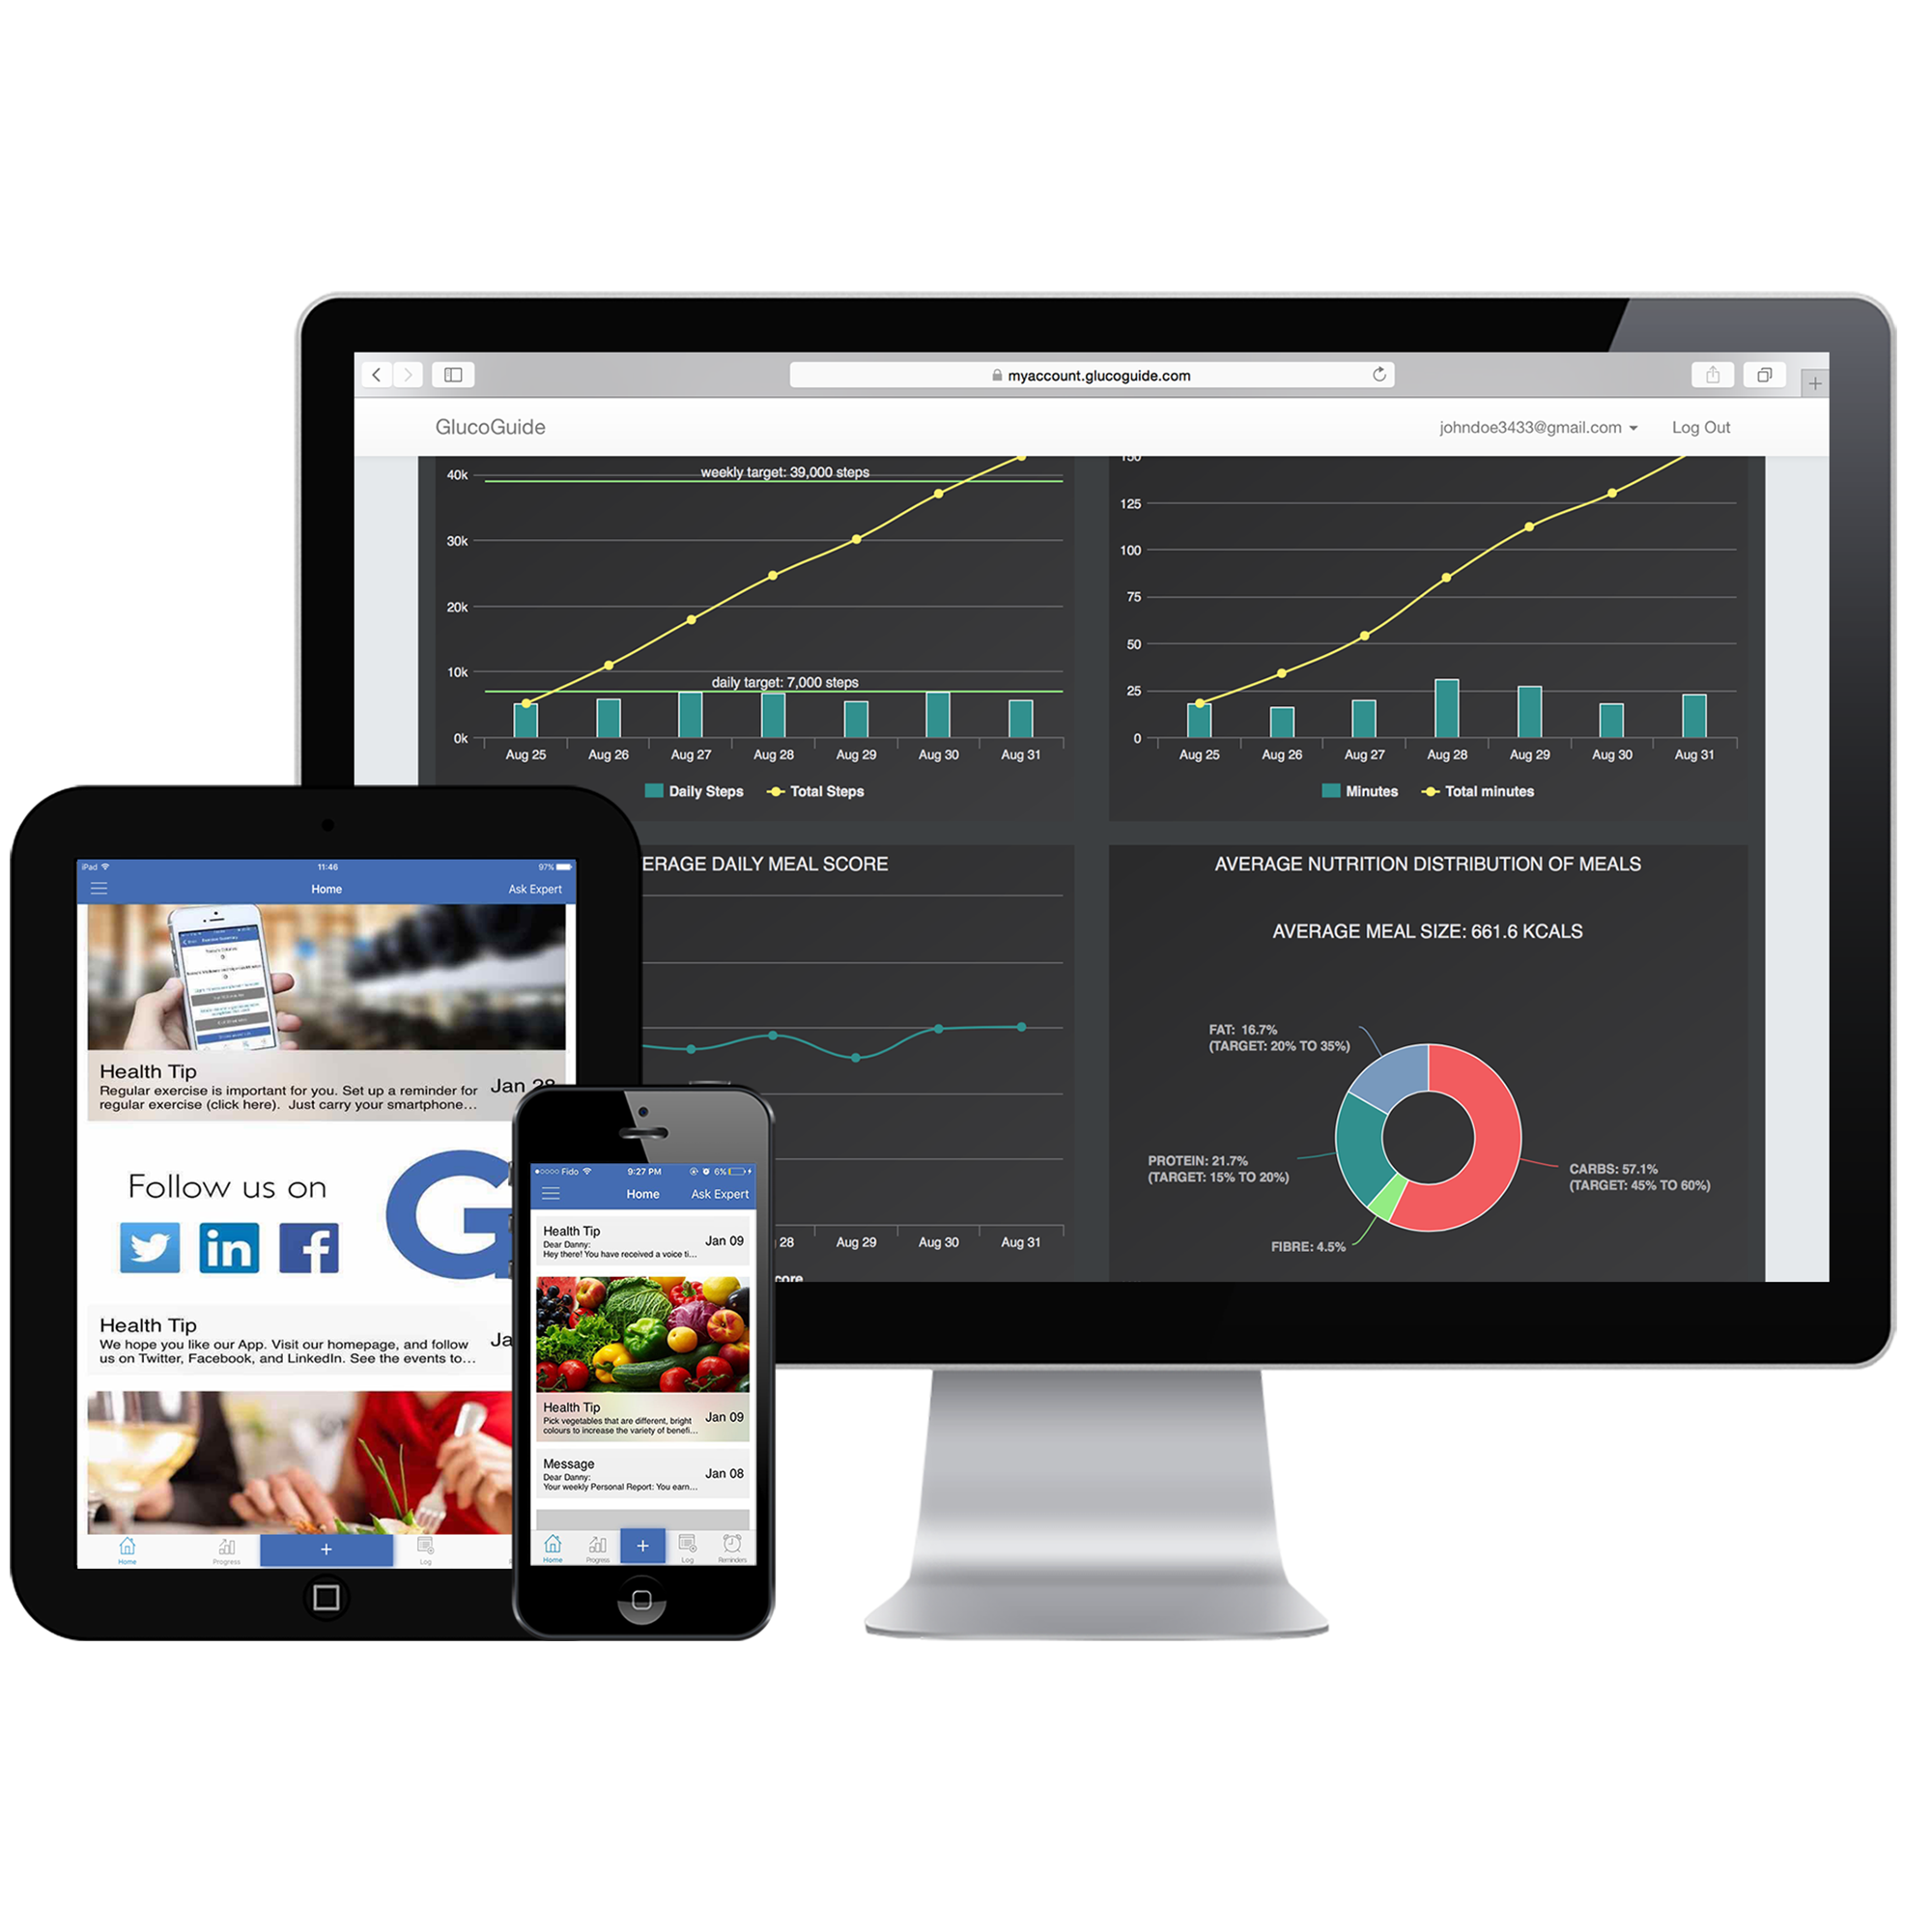 myaccount.glucoguide.com
GlucoGuide
johndoe3433@gmail.com
Log Out
weekly target: 39,000 steps
40k
30k
20k
10k
0k
daily target: 7,000 steps
Aug 25 Aug 26 Aug 27 Aug 28 Aug 29 Aug 30 Aug 31
Daily Steps Total Steps
150
125
100
75
50
25
0
Aug 25 Aug 26 Aug 27 Aug 28 Aug 29 Aug 30 Aug 31
Minutes Total minutes
ERAGE DAILY MEAL SCORE
28 Aug 29 Aug 30 Aug 31
core
AVERAGE NUTRITION DISTRIBUTION OF MEALS
AVERAGE MEAL SIZE: 661.6 KCALS
FAT: 16.7%
(TARGET: 20% TO 35%)
PROTEIN: 21.7%
(TARGET: 15% TO 20%)
CARBS: 57.1%
(TARGET: 45% TO 60%)
FIBRE: 4.5%
iPad 11:46 97%
Home Ask Expert
Health Tip
Jan 28
Regular exercise is important for you. Set up a reminder for
regular exercise (click here). Just carry your smartphone...
Follow us on
in f
G
Health Tip
Ja
We hope you like our App. Visit our homepage, and follow
us on Twitter, Facebook, and LinkedIn. See the events to...
Home Progress + Log
Fido 9:27 PM 6%
Home Ask Expert
Health Tip
Jan 09
Dear Danny:
Hey there! You have received a voice ti...
Health Tip
Jan 09
Pick vegetables that are different, bright
colours to increase the variety of benefi...
Message
Jan 08
Dear Danny:
Your weekly Personal Report: You earn...
Home Progress + Log Reminders